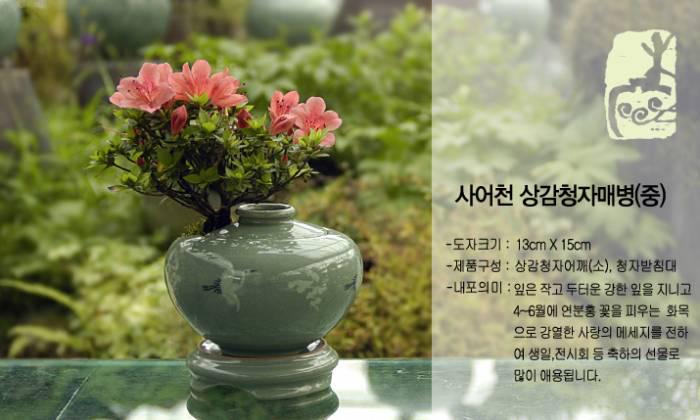 사어천 상감청자매병(중)
-도자크기 : 13cm X 15cm
-제품구성 : 상감청자어깨(소), 청자받침대
-내포의미 : 잎은 작고 두터운 강한 잎을 지니고
4~6월에 연분홍 꽃을 피우는 화목
으로 강열한 사랑의 메세지를 전하
여 생일,전시회 등 축하의 선물로
많이 애용됩니다.